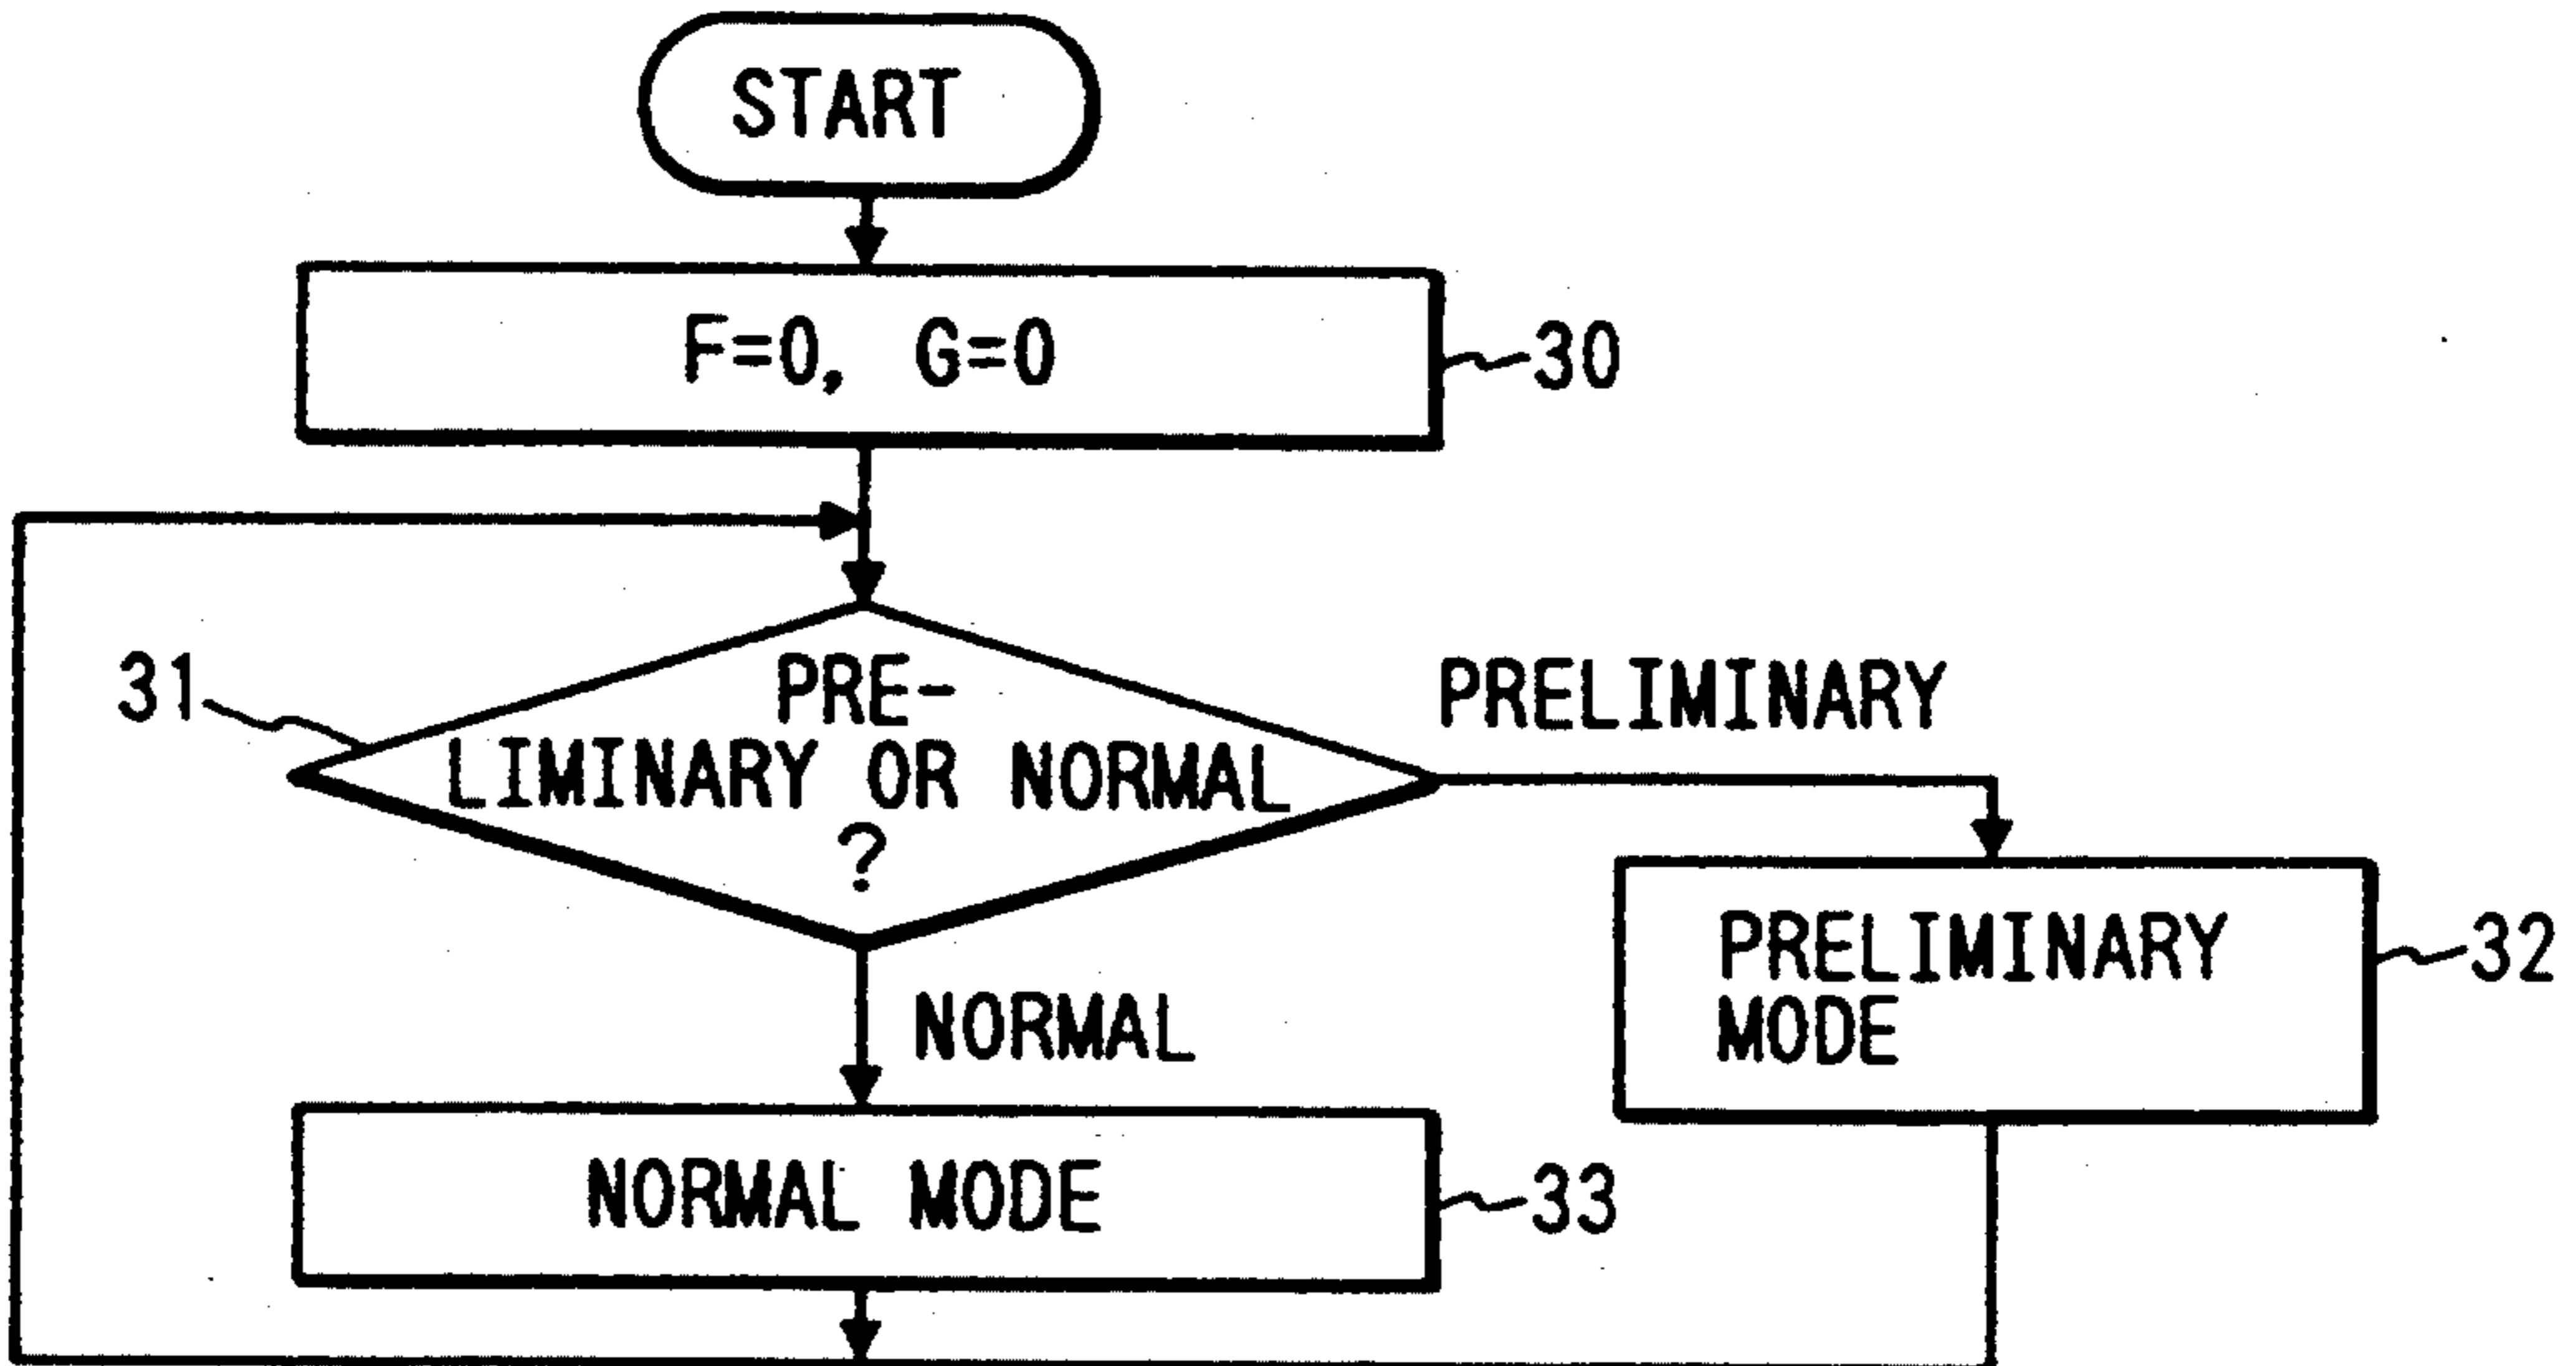 START
F=0, G=0
30
31
PRE-
LIMINARY OR NORMAL
?
PRELIMINARY
PRELIMINARY
MODE
32
NORMAL
NORMAL MODE
33